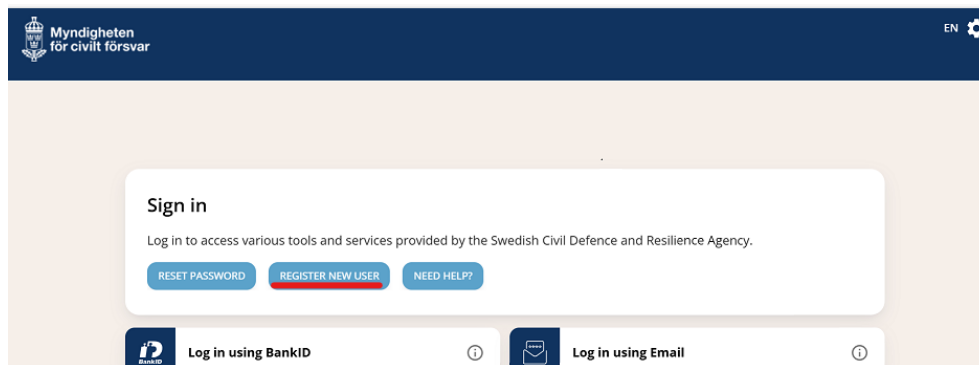 Myndigheten
för civilt försvar
EN
Sign in
Log in to access various tools and services provided by the Swedish Civil Defence and Resilience Agency.
RESET PASSWORD REGISTER NEW USER NEED HELP?
BankID Log in using BankID
Log in using Email